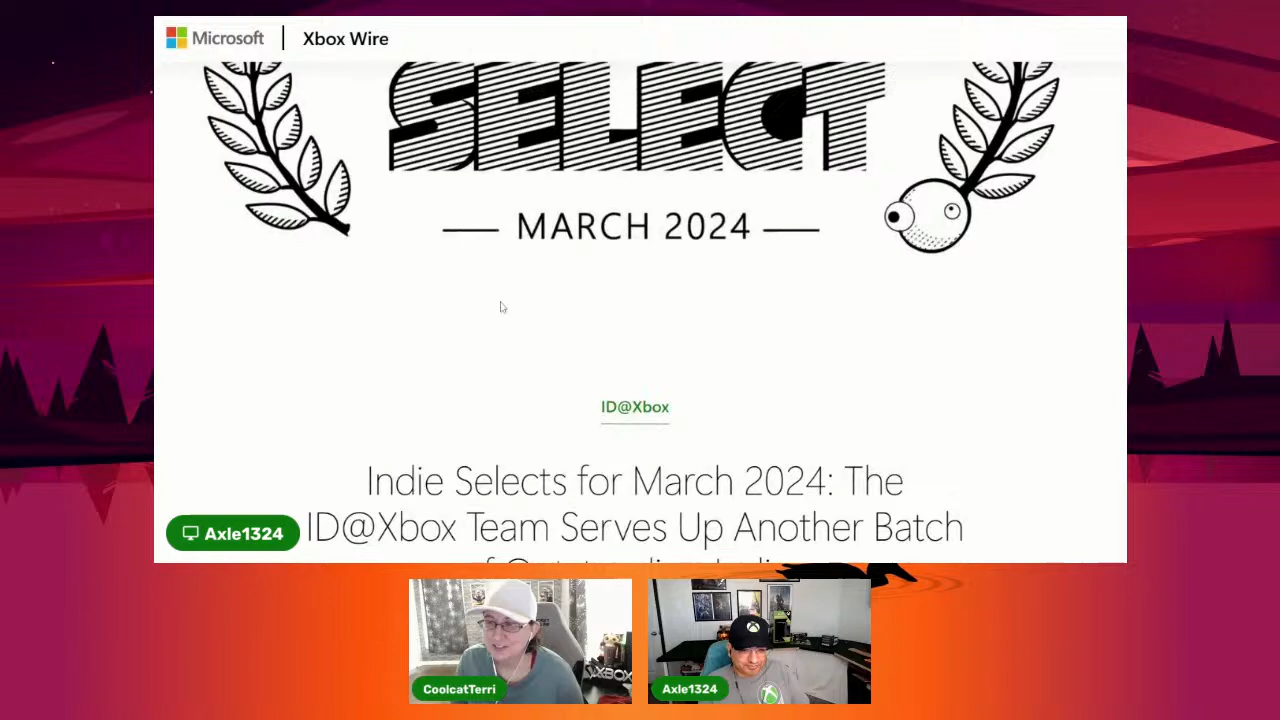 Microsoft | Xbox Wire
SELECT
MARCH 2024
ID@Xbox
Indie Selects for March 2024: The
ID@Xbox Team Serves Up Another Batch
Axle1324
XBOX
CoolcatTerri
Axle1324